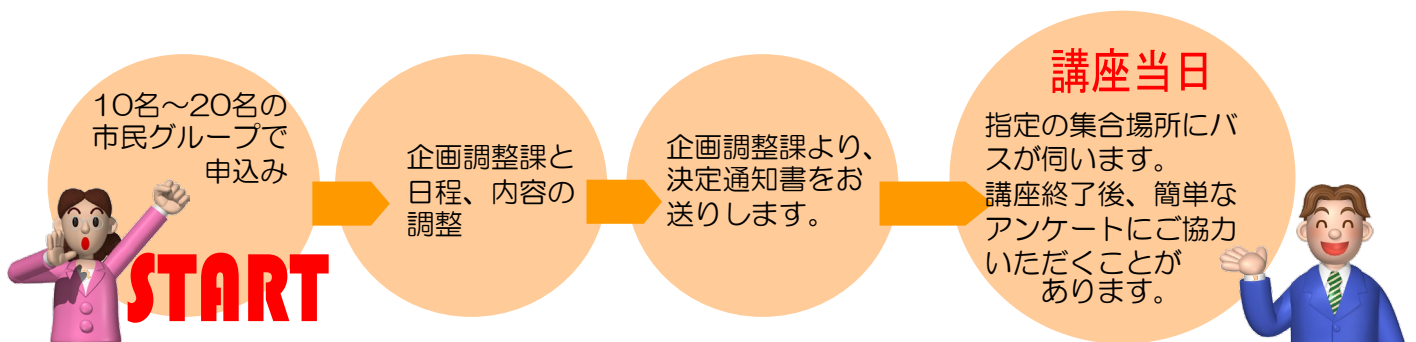 10名～20名の
市民グループで
申込み
START
企画調整課と
日程、内容の
調整
企画調整課より、
決定通知書をお
送りします。
講座当日
指定の集合場所にバ
スが伺います。
講座終了後、簡単な
アンケートにご協力
いただくことが
あります。